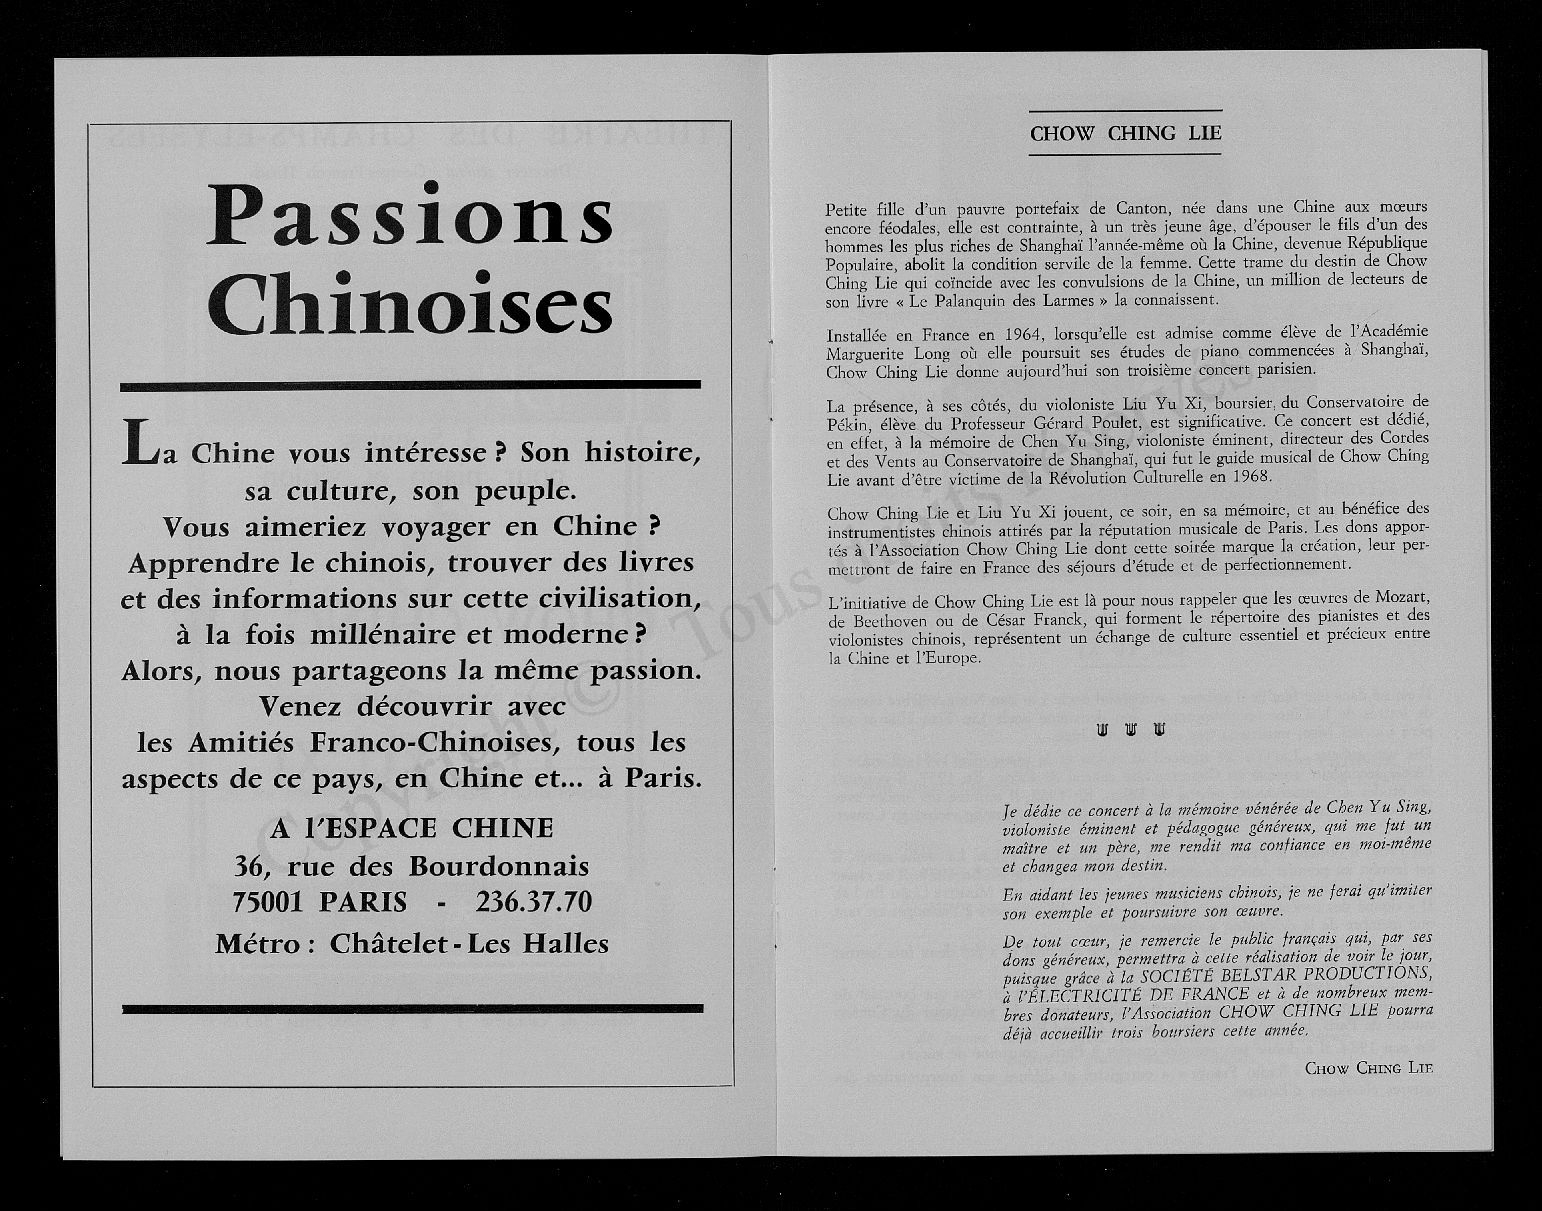 Passions
Chinoises
La Chine vous intéresse ? Son histoire,
sa culture, son peuple.
Vous aimeriez voyager en Chine ?
Apprendre le chinois, trouver des livres
et des informations sur cette civilisation,
à la fois millénaire et moderne ?
Alors, nous partageons la même passion.
Venez découvrir avec
les Amitiés Franco-Chinoises, tous les
aspects de ce pays, en Chine et... à Paris.
A l'ESPACE CHINE
36, rue des Bourdonnais
75001 PARIS - 236.37.70
Métro : Châtelet - Les Halles
CHOW CHING LIE
Petite fille d'un pauvre portefaix de Canton, née dans une Chine aux mœurs
encore féodales, elle est contrainte, à un très jeune âge, d'épouser le fils d'un des
hommes les plus riches de Shanghaï l'année-même où la Chine, devenue République
Populaire, abolit la condition servile de la femme. Cette trame du destin de Chow
Ching Lie qui coïncide avec les convulsions de la Chine, un million de lecteurs de
son livre « Le Palanquin des Larmes » la connaissent.
Installée en France en 1964, lorsqu'elle est admise comme élève de l'Académie
Marguerite Long où elle poursuit ses études de piano commencées à Shanghaï,
Chow Ching Lie donne aujourd'hui son troisième concert parisien.
La présence, à ses côtés, du violoniste Liu Yu Xi, boursier du Conservatoire de
Pékin, élève du Professeur Gérard Poulet, est significative. Ce concert est dédié,
en effet, à la mémoire de Chen Yu Sing, violoniste éminent, directeur des Cordes
et des Vents au Conservatoire de Shanghaï, qui fut le guide musical de Chow Ching
Lie avant d'être victime de la Révolution Culturelle en 1968.
Chow Ching Lie et Liu Yu Xi jouent, ce soir, en sa mémoire, et au bénéfice des
instrumentistes chinois attirés par la réputation musicale de Paris. Les dons appor-
tés à l'Association Chow Ching Lie dont cette soirée marque la création, leur per-
mettront de faire en France des séjours d'étude et de perfectionnement.
L'initiative de Chow Ching Lie est là pour nous rappeler que les œuvres de Mozart,
de Beethoven ou de César Franck, qui forment le répertoire des pianistes et des
violonistes chinois, représentent un échange de culture essentiel et précieux entre
la Chine et l'Europe.
Je dédie ce concert à la mémoire vénérée de Chen Yu Sing,
violoniste éminent et pédagogue généreux, qui me fut un
maître et un père, me rendit ma confiance en moi-même
et changea mon destin.
En aidant les jeunes musiciens chinois, je ne ferai qu'imiter
son exemple et poursuivre son œuvre.
De tout cœur, je remercie le public français qui, par ses
dons généreux, permettra à cette réalisation de voir le jour,
puisque grâce à la SOCIÉTÉ BELSTAR PRODUCTIONS,
à l'ÉLECTRICITÉ DE FRANCE et à de nombreux mem-
bres donateurs, l'Association CHOW CHING LIE pourra
déjà accueillir trois boursiers cette année.
CHOW CHING LIE
Copyright © Tous droits réservés